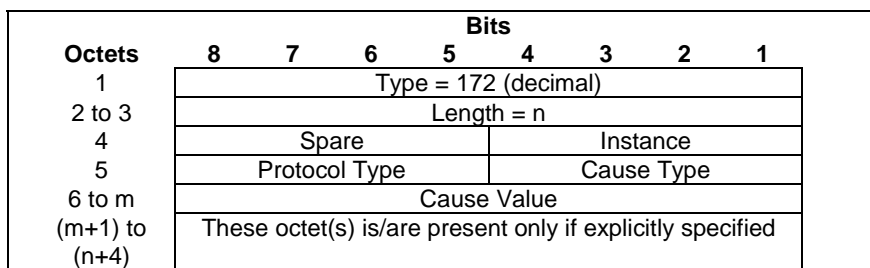 Bits
Octets 8 7 6 5 4 3 2 1
1 Type = 172 (decimal)
2 to 3 Length = n
4 Spare Instance
5 Protocol Type Cause Type
6 to m Cause Value
(m+1) to These octet(s) is/are present only if explicitly specified
(n+4)